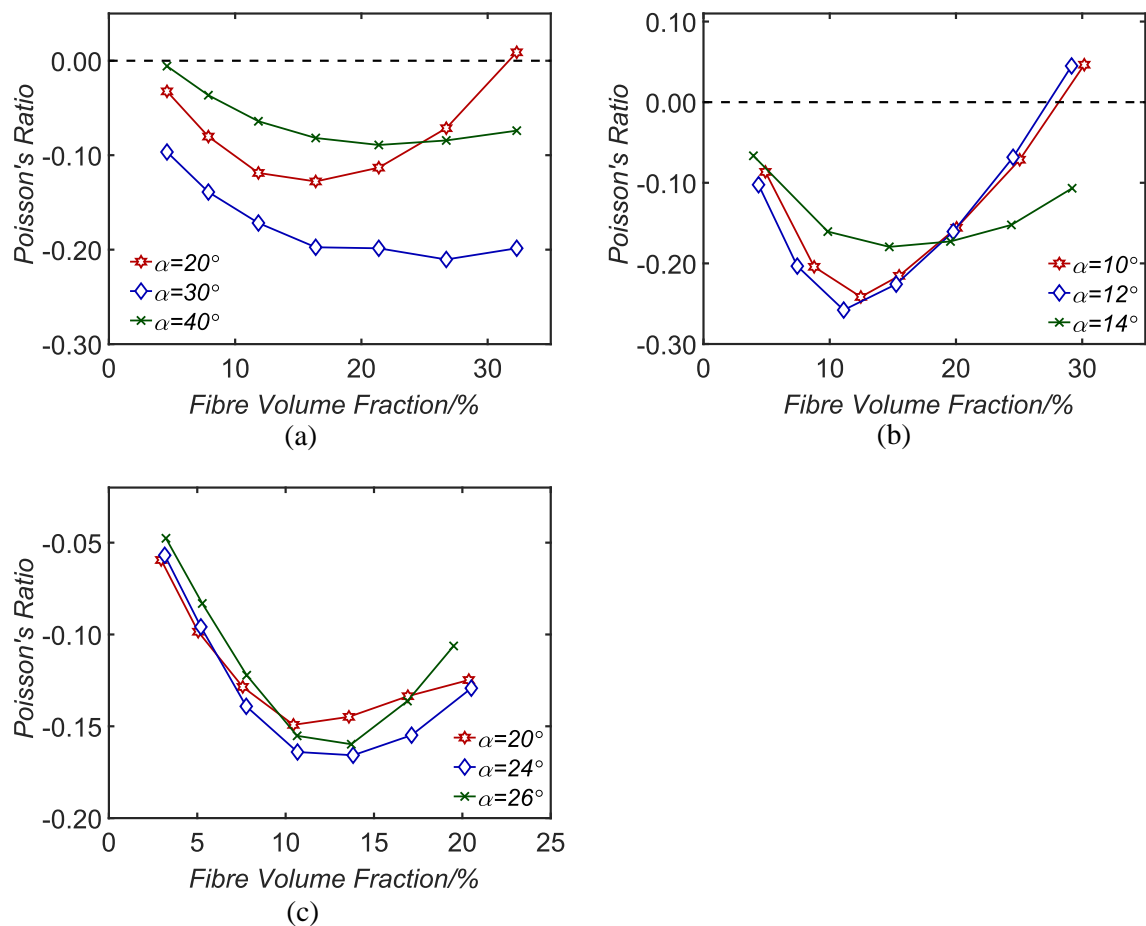 0.00
-0.10
-0.20
-0.30
Poisson's Ratio
α=20°
α=30°
α=40°
0
10
20
30
Fibre Volume Fraction/%
(a)
0.10
0.00
-0.10
-0.20
-0.30
Poisson's Ratio
α=10°
α=12°
α=14°
0
10
20
30
Fibre Volume Fraction/%
(b)
-0.05
-0.10
-0.15
-0.20
Poisson's Ratio
α=20°
α=24°
α=26°
0
5
10
15
20
25
Fibre Volume Fraction/%
(c)